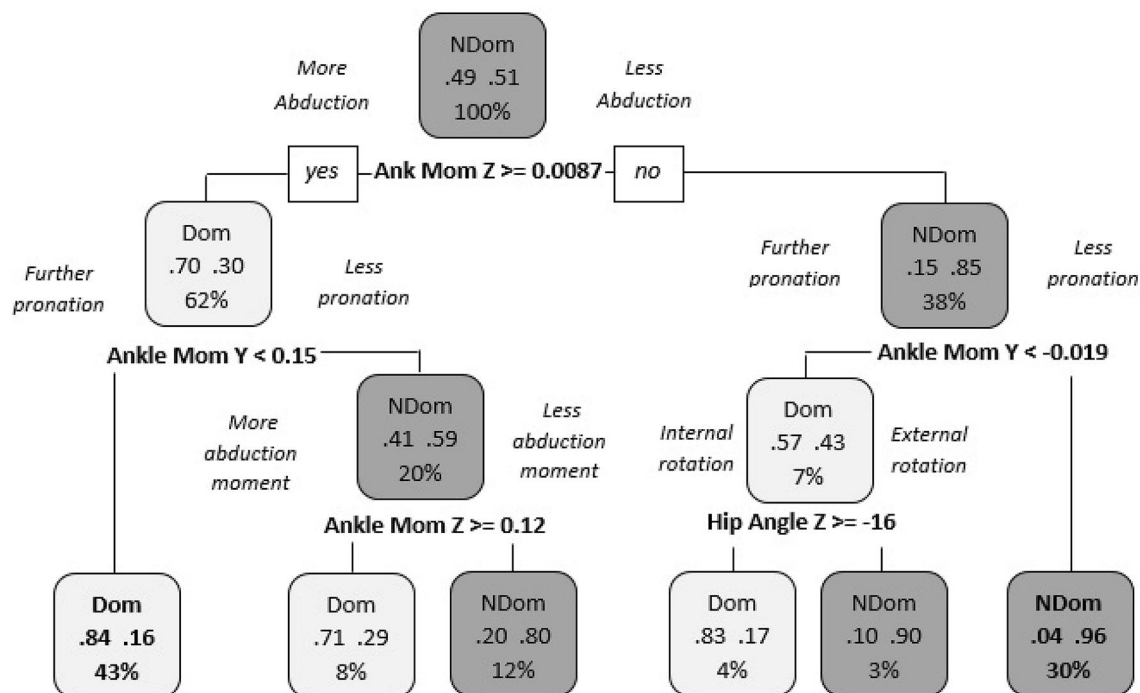 NDom
.49 .51
100%
More
Abduction
Less
Abduction
yes
Ank Mom Z >= 0.0087
no
Dom
.70 .30
62%
Further
pronation
Less
pronation
NDom
.15 .85
38%
Further
pronation
Less
pronation
Ankle Mom Y < 0.15
Ankle Mom Y < -0.019
NDom
.41 .59
20%
More
abduction
moment
Less
abduction
moment
Dom
.57 .43
7%
Internal
rotation
External
rotation
Ankle Mom Z >= 0.12
Hip Angle Z >= -16
Dom
.84 .16
43%
Dom
.71 .29
8%
NDom
.20 .80
12%
Dom
.83 .17
4%
NDom
.10 .90
3%
NDom
.04 .96
30%